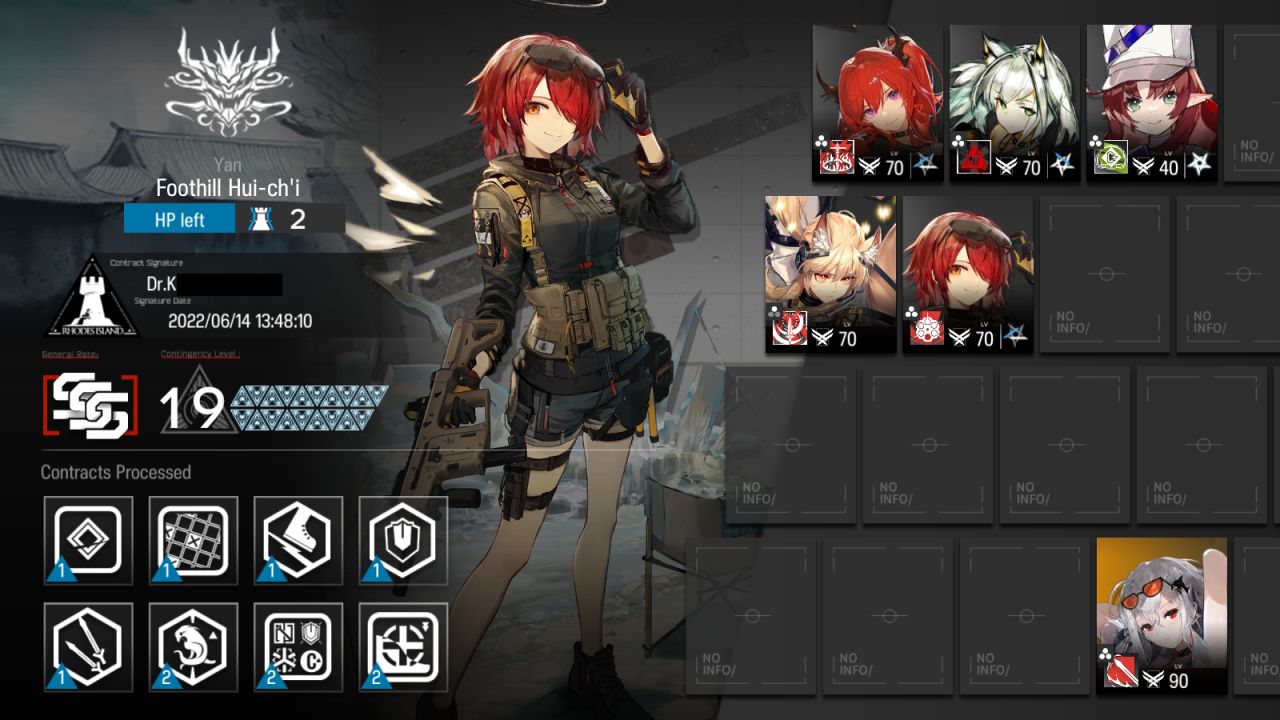 Yan
Foothill Hui-ch'i
HP left 2
Contract Signature
Dr.K
Signature Date
2022/06/14 13:48:10
RHODES ISLAND
General Rate:
Contingency Level :
19
Contracts Processed
1
1
1
1
1
2
2
2
LV
70
LV
70
LV
40
NO
INFO/
LV
70
LV
70
NO
INFO/
NO
INFO/
NO
INFO/
NO
INFO/
NO
INFO/
NO
INFO/
NO
INFO/
NO
INFO/
NO
INFO/
LV
90
NO
INFO